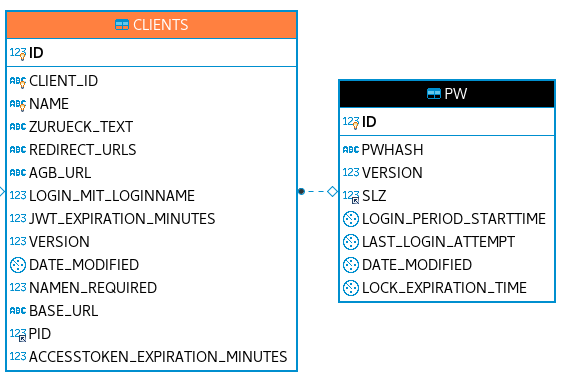 CLIENTS
123 ID
ABC CLIENT_ID
ABC NAME
ABC ZURUECK_TEXT
ABC REDIRECT_URLS
ABC AGB_URL
123 LOGIN_MIT_LOGINNAME
123 JWT_EXPIRATION_MINUTES
123 VERSION
DATE_MODIFIED
123 NAMEN_REQUIRED
ABC BASE_URL
123 PID
123 ACCESSTOKEN_EXPIRATION_MINUTES
PW
123 ID
ABC PWHASH
123 VERSION
123 SLZ
LOGIN_PERIOD_STARTTIME
LAST_LOGIN_ATTEMPT
DATE_MODIFIED
LOCK_EXPIRATION_TIME